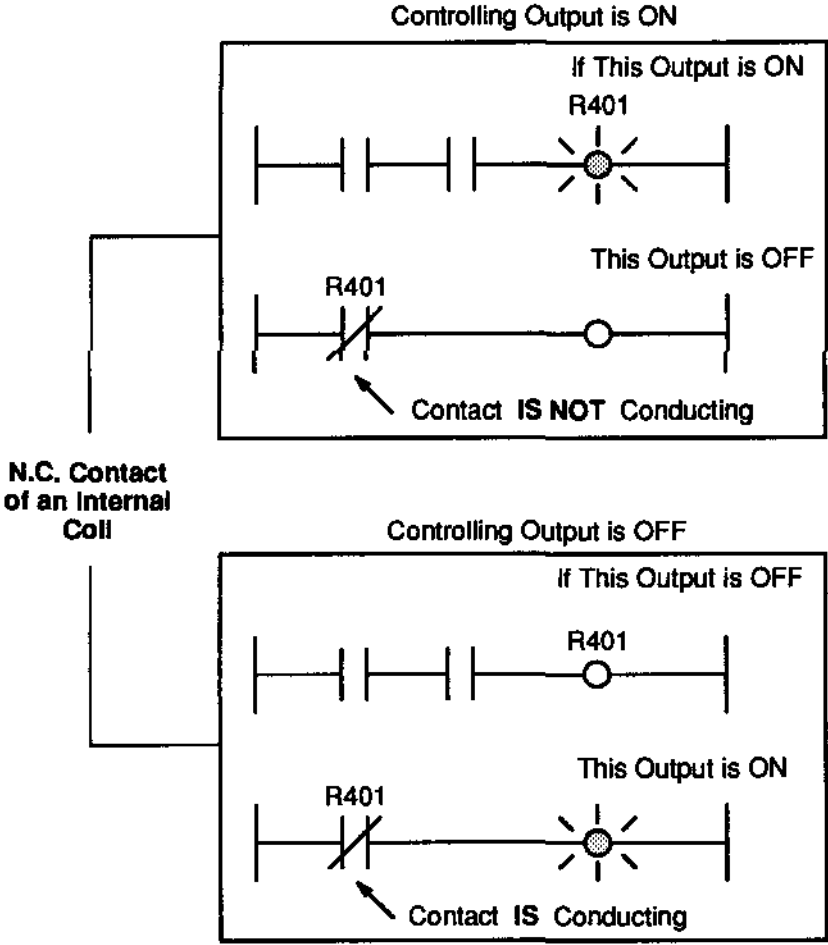 Controlling Output is ON
If This Output is ON
R401
This Output is OFF
R401
Contact IS NOT Conducting
N.C. Contact
of an Internal
Coil
Controlling Output is OFF
If This Output is OFF
R401
This Output is ON
R401
Contact IS Conducting